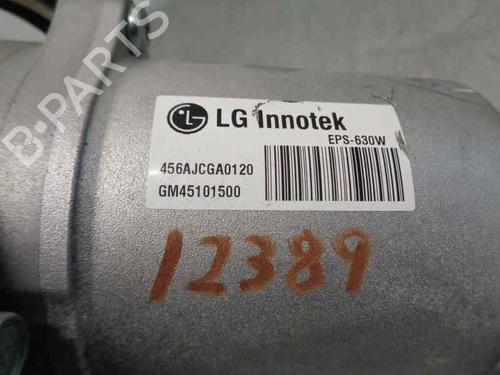 LG Innotek
EPS-630W
456AJCGA0120
GM45101500
12389
B-PARTS